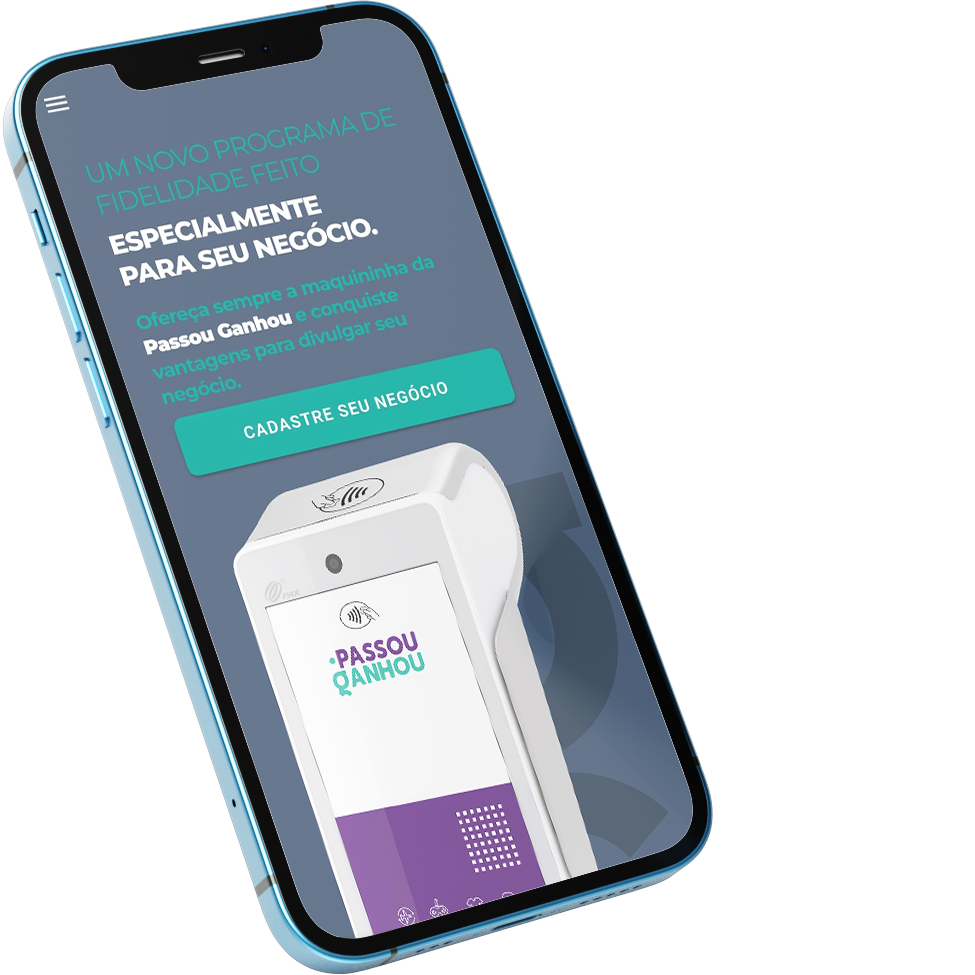 UM NOVO PROGRAMA DE
FIDELIDADE FEITO
ESPECIALMENTE
PARA SEU NEGÓCIO.
Ofereça sempre a maquininha da
Passou Ganhou e conquiste
vantagens para divulgar seu
negócio.
CADASTRE SEU NEGÓCIO
PASSOU
GANHOU